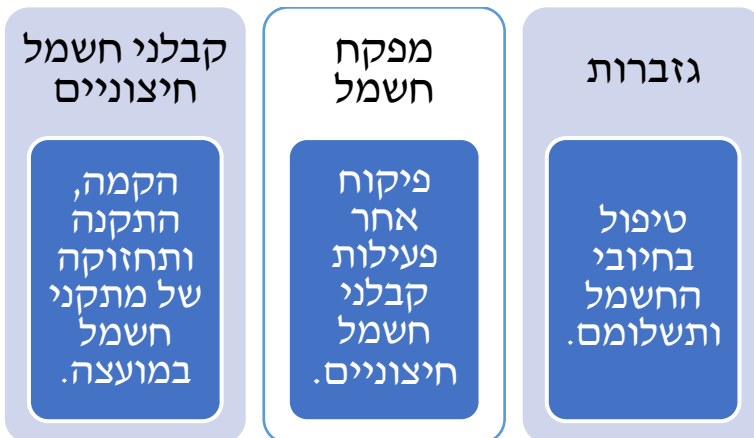 גזברות
טיפול
בחיובי
החשמל
ותשלומם.
מפקח
חשמל
פיקוח
אחר
פעילות
קבלני
חשמל
חיצוניים.
קבלני חשמל
חיצוניים
הקמה,
התקנה
ותחזוקה
של מתקני
חשמל
במועצה.